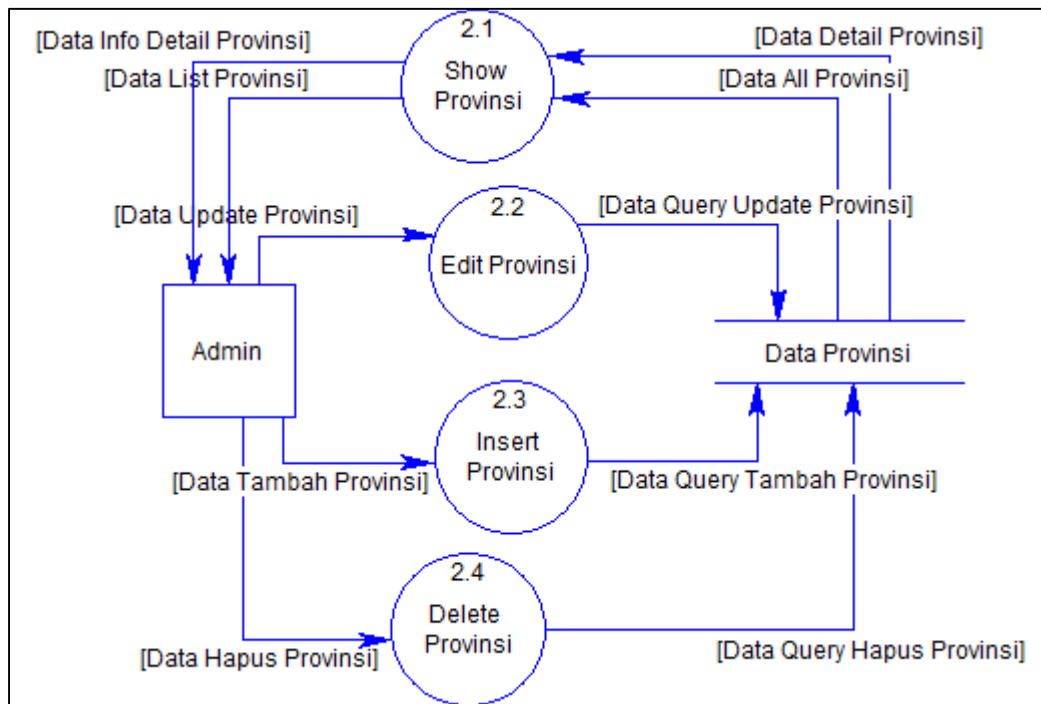 2.1
[Data Info Detail Provinsi]
[Data Detail Provinsi]
Show
[Data List Provinsi]
[Data All Provinsi]
Provinsi
2.2
[Data Update Provinsi]
[Data Query Update Provinsi]
Edit Provinsi
Admin
Data Provinsi
2.3
Insert
Provinsi
[Data Tambah Provinsi]
[Data Query Tambah Provinsi]
2.4
Delete
Provinsi
[Data Hapus Provinsi]
[Data Query Hapus Provinsi]